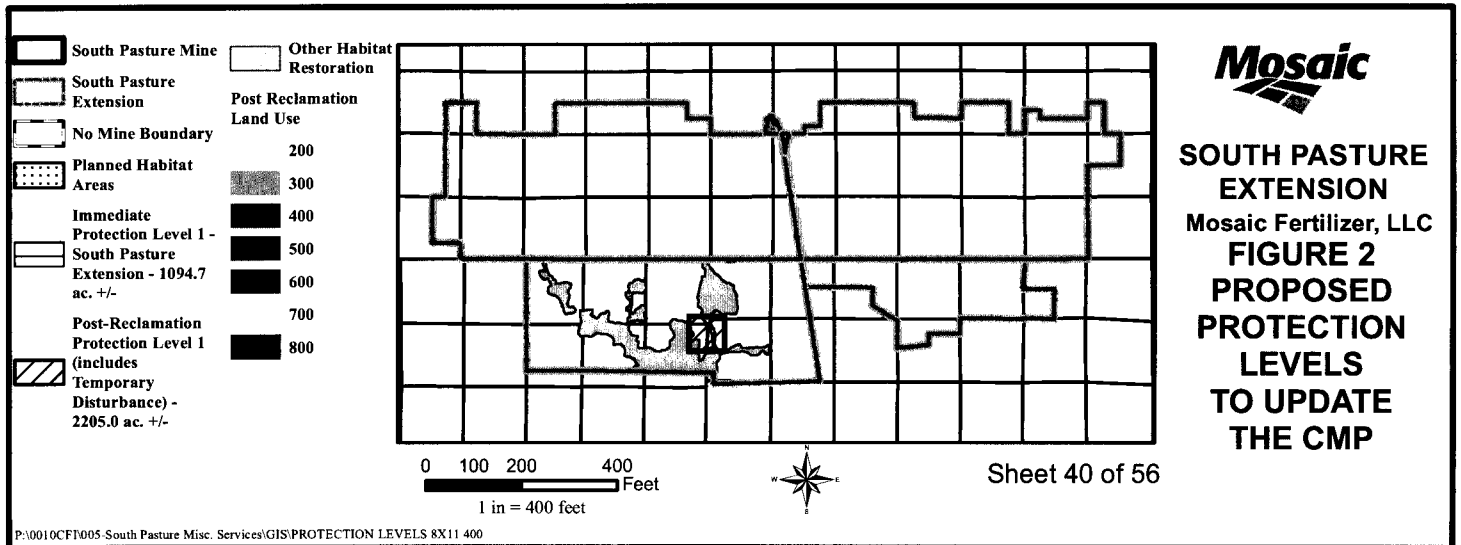 South Pasture Mine
South Pasture
Extension
No Mine Boundary
Planned Habitat
Areas
Immediate
Protection Level 1 -
South Pasture
Extension - 1094.7
ac. +/-
Post-Reclamation
Protection Level 1
(includes
Temporary
Disturbance) -
2205.0 ac. +/-
Other Habitat
Restoration
Post Reclamation
Land Use
200
300
400
500
600
700
800
0 100 200 400
Feet
1 in = 400 feet
N
W E
S
Sheet 40 of 56
Mosaic
SOUTH PASTURE
EXTENSION
Mosaic Fertilizer, LLC
FIGURE 2
PROPOSED
PROTECTION
LEVELS
TO UPDATE
THE CMP
P:\0010CFI\005-South Pasture Misc. Services\GIS\PROTECTION LEVELS 8X11 400